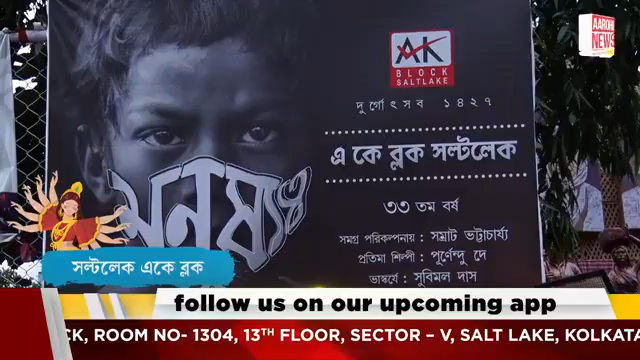 AAROHI
NEWS
AK
BLOCK
SALTLAKE
দুর্গোৎসব ১৪২৭
এ কে ব্লক সল্টলেক
৩৩ তম বর্ষ
সমগ্র পরিকল্পনায় : সম্রাট ভট্টাচার্য্য
প্রতিমা শিল্পী : পূর্ণেন্দু দে
ভাস্কর্যে : সুবিমল দাস
মনুষ্যত্ব
সল্টলেক একে ব্লক
follow us on our upcoming app
CK, ROOM NO- 1304, 13TH FLOOR, SECTOR – V, SALT LAKE, KOLKATA